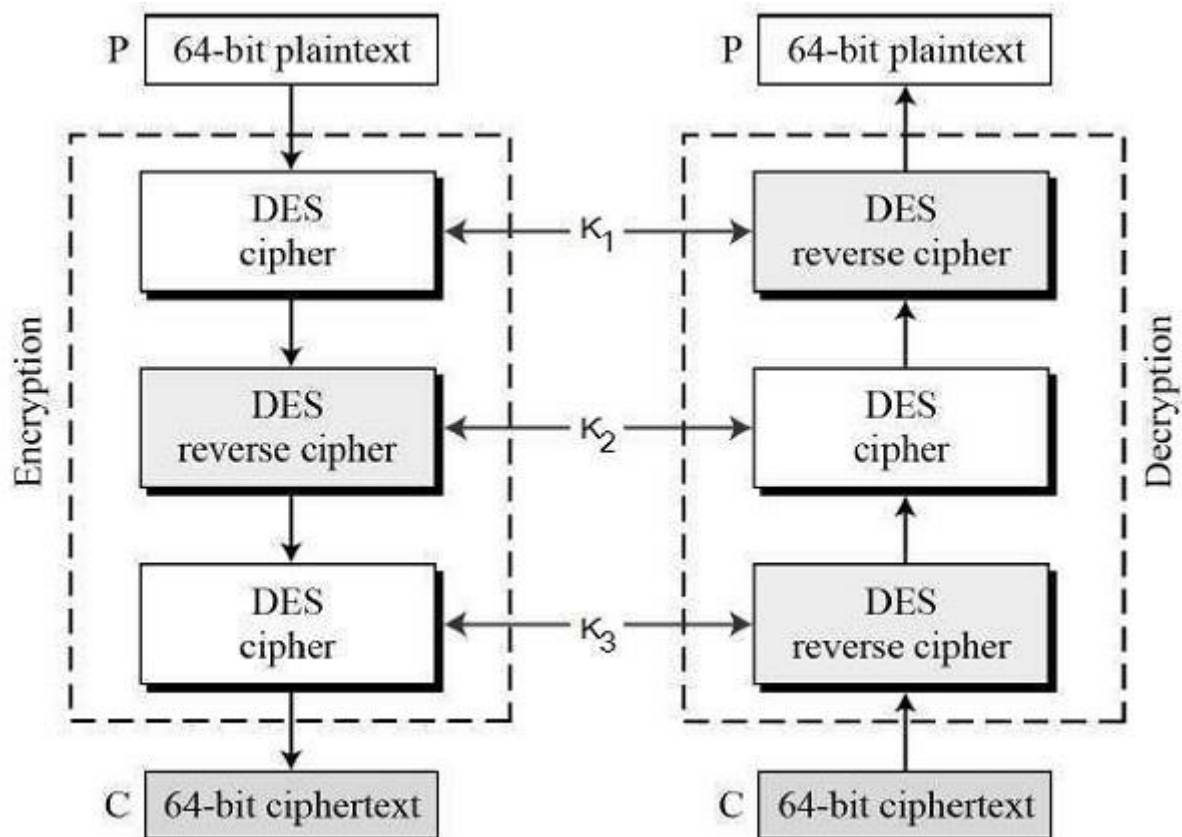 P 64-bit plaintext
P 64-bit plaintext
DES
cipher
K1
DES
reverse cipher
Encryption
DES
reverse cipher
K2
DES
cipher
Decryption
DES
cipher
K3
DES
reverse cipher
C 64-bit ciphertext
C 64-bit ciphertext